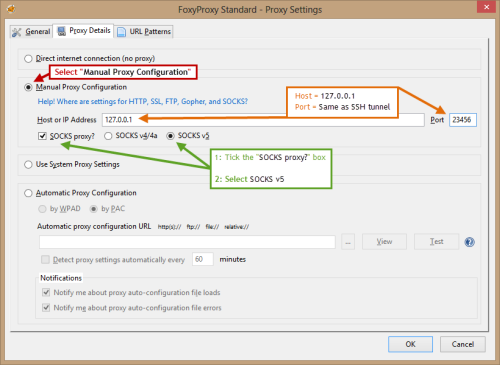 FoxyProxy Standard - Proxy Settings
General
Proxy Details
URL Patterns
Direct internet connection (no proxy)
Select "Manual Proxy Configuration"
Manual Proxy Configuration
Help! Where are settings for HTTP, SSL, FTP, Gopher, and SOCKS?
Host = 127.0.0.1
Port = Same as SSH tunnel
Host or IP Address 127.0.0.1 Port 23456
SOCKS proxy? SOCKS v4/4a SOCKS v5
1: Tick the "SOCKS proxy?" box
2: Select SOCKS v5
Use System Proxy Settings
Automatic Proxy Configuration
by WPAD by PAC
Automatic proxy configuration URL http(s):// ftp:// file:// relative://
... View Test ?
Detect proxy settings automatically every 60 minutes
Notifications
Notify me about proxy auto-configuration file loads
Notify me about proxy auto-configuration file errors
OK Cancel